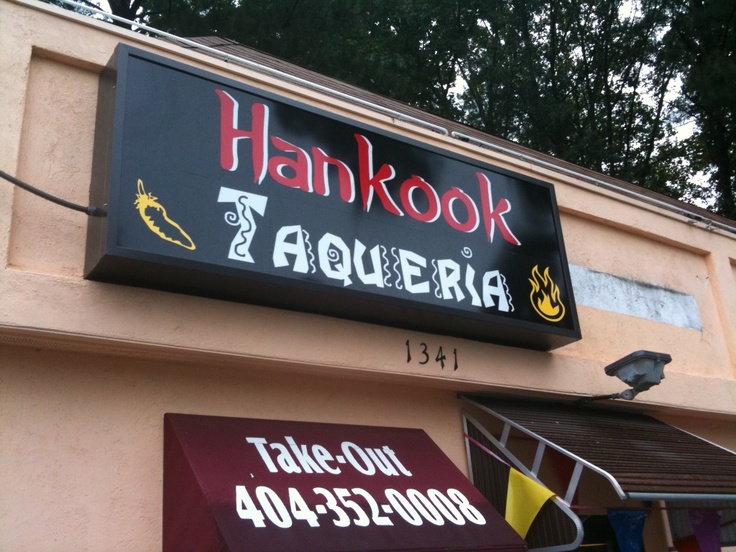 Hankook
TAQUERIA
1341
Take-Out
404-352-0008